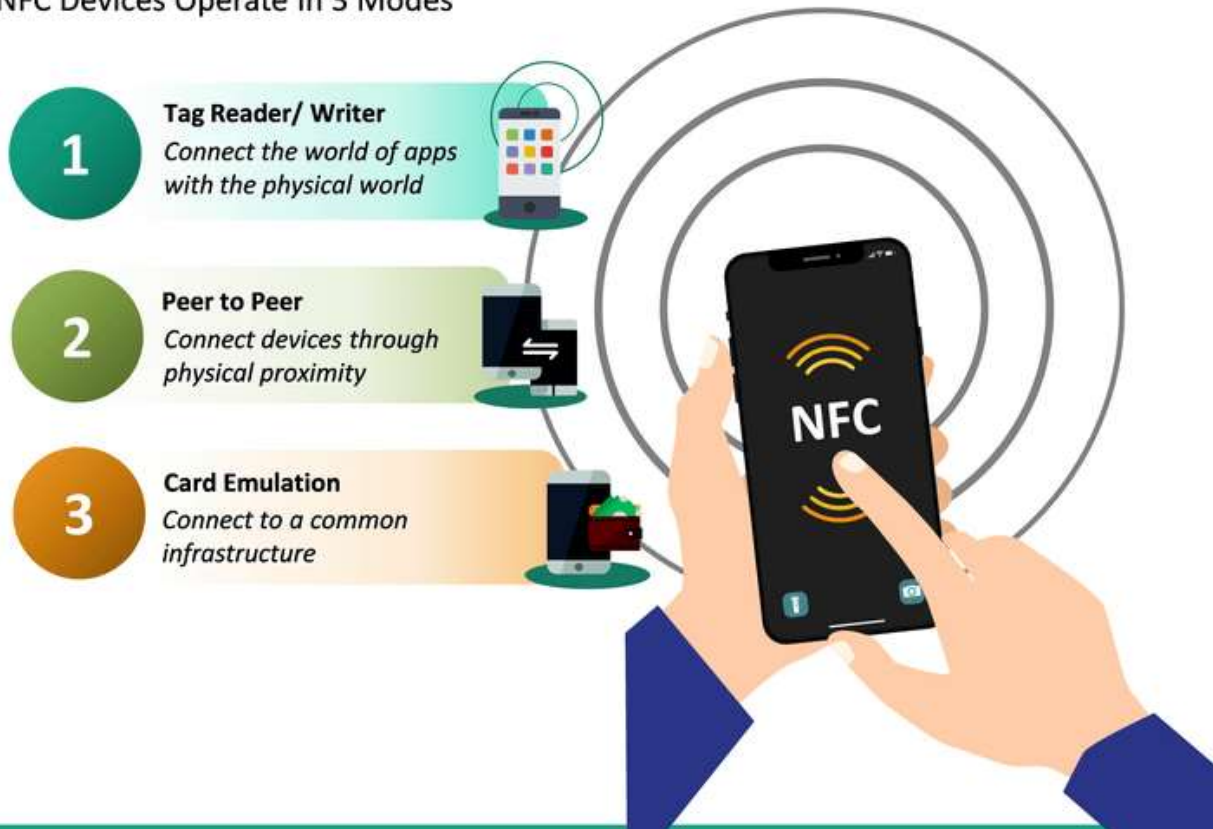 NFC Devices Operate in 3 Modes
1
Tag Reader/ Writer
Connect the world of apps
with the physical world
2
Peer to Peer
Connect devices through
physical proximity
3
Card Emulation
Connect to a common
infrastructure
NFC